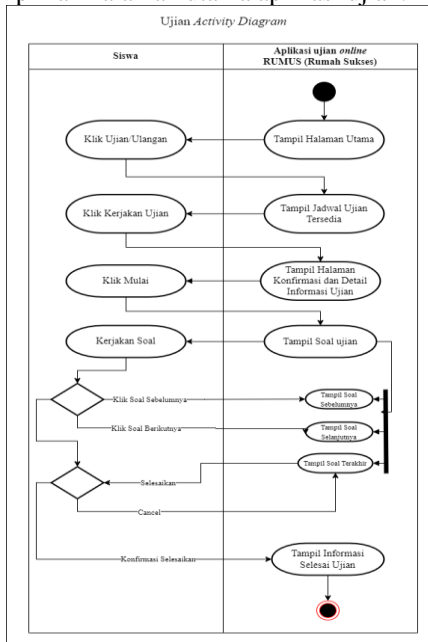 Ujian Activity Diagram
Siswa
Aplikasi ujian online
RUMUS (Rumah Sukses)
Klik Ujian/Ulangan
Tampil Halaman Utama
Klik Kerjakan Ujian
Tampil Jadwal Ujian
Tersedia
Klik Mulai
Tampil Halaman
Konfirmasi dan Detail
Informasi Ujian
Kerjakan Soal
Tampil Soal ujian
Klik Soal Sebelumnya
Tampil Soal
Sebelumnya
Klik Soal Berikutnya
Tampil Soal
Selanjutnya
Tampil Soal Terakhir
Selesaikan
Cancel
Konfirmasi Selesaikan
Tampil Informasi
Selesai Ujian